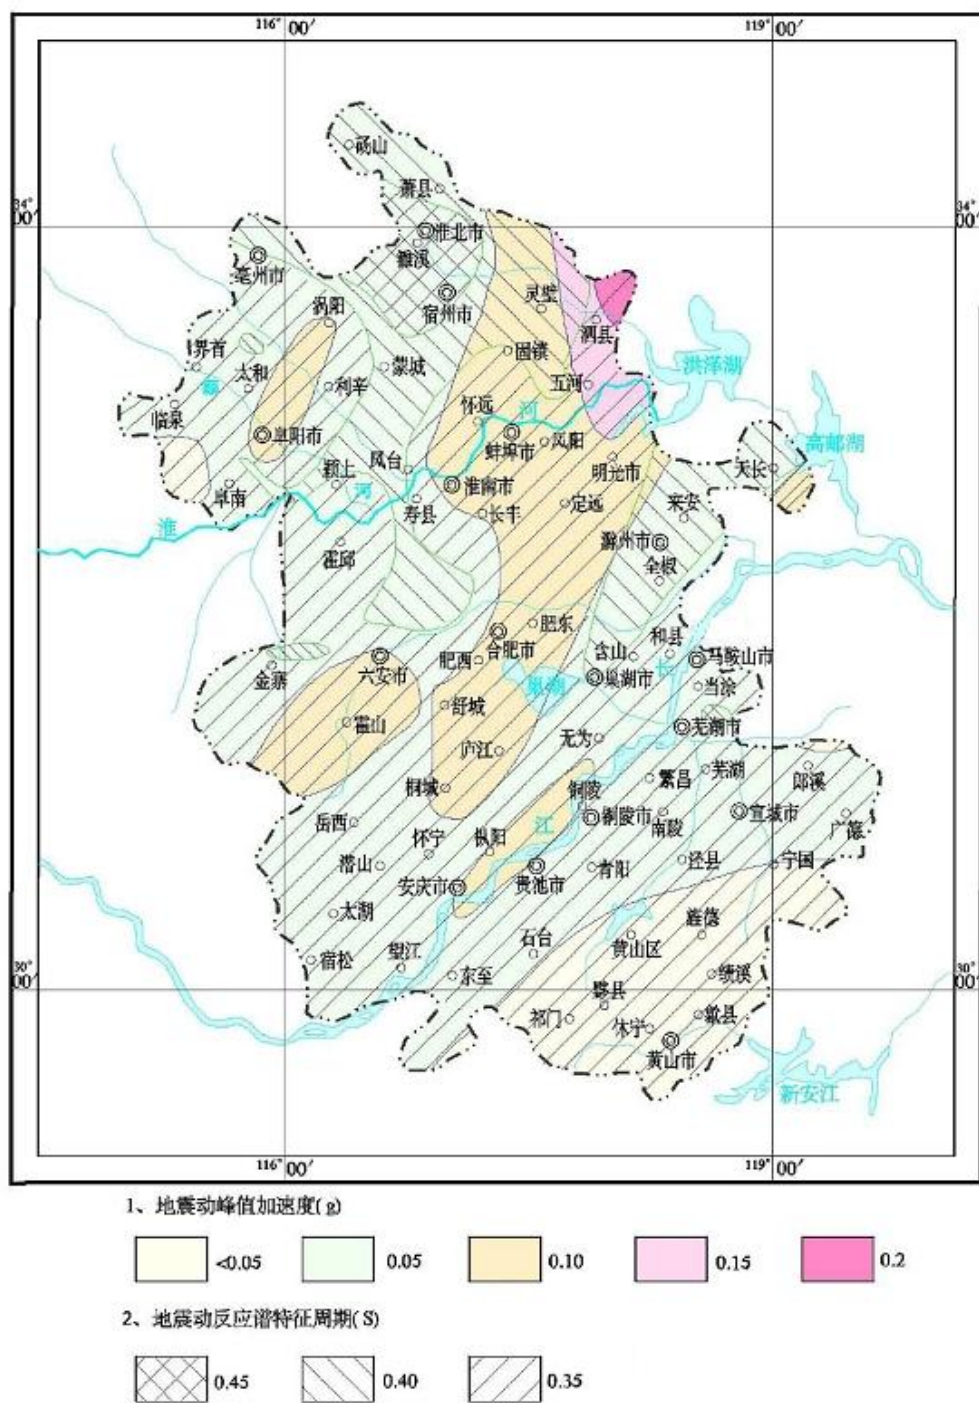 116°00′ 119°00′
砀山
萧县
34°00′ 34°00′
淮北市
濉溪
亳州市
宿州市
灵璧
涡阳
泗县
固镇
界首
蒙城
洪泽湖
太和
利辛
五河
临泉
怀远
河
高邮湖
阜阳市
蚌埠市
凤阳
凤台
明光市
天长
颍上
阜南
河
淮南市
寿县
长丰
定远
来安
淮
滁州市
霍邱
全椒
肥东
合肥市
和县
含山
肥西
六安市
马鞍山市
金寨
巢湖
巢湖市
长
当涂
舒城
霍山
芜湖市
无为
庐江
芜湖
繁昌
郎溪
桐城
铜陵
铜陵市
宣城市
南陵
广德
岳西
江
怀宁
枞阳
潜山
安庆市
贵池市
青阳
泾县
宁国
太湖
旌德
石台
黄山区
宿松
望江
东至
绩溪
30°00′ 30°00′
黟县
祁门
休宁
歙县
黄山市
新安江
116°00′ 119°00′
1、地震动峰值加速度(g)
<0.05 0.05 0.10 0.15 0.2
2、地震动反应谱特征周期(S)
0.45 0.40 0.35